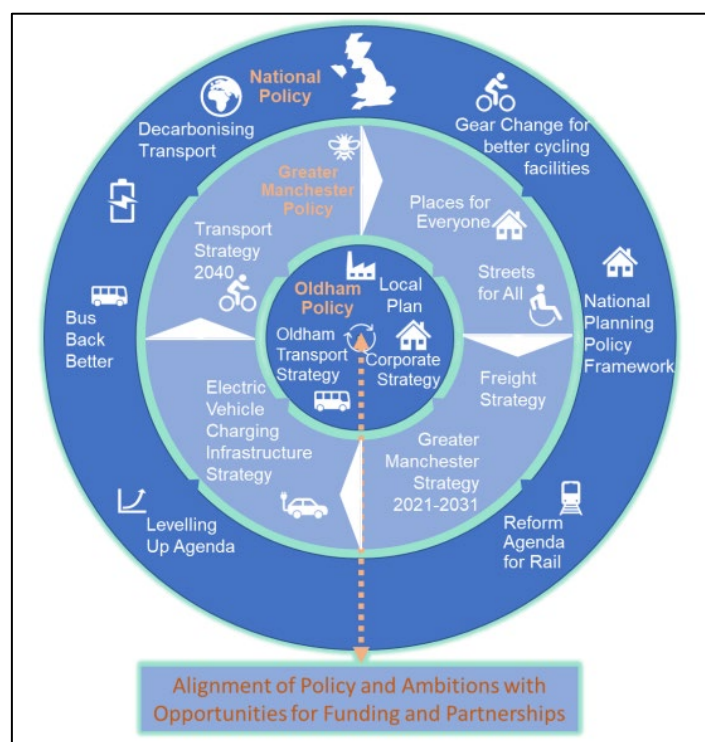 National
Policy
Decarbonising
Transport
Gear Change for
better cycling
facilities
Bus
Back
Better
National
Planning
Policy
Framework
Levelling
Up Agenda
Reform
Agenda
for Rail
Greater
Manchester
Policy
Transport
Strategy
2040
Places for
Everyone
Streets
for All
Electric
Vehicle
Charging
Infrastructure
Strategy
Freight
Strategy
Greater
Manchester
Strategy
2021-2031
Oldham
Policy
Local
Plan
Oldham
Transport
Strategy
Corporate
Strategy
Alignment of Policy and Ambitions with
Opportunities for Funding and Partnerships